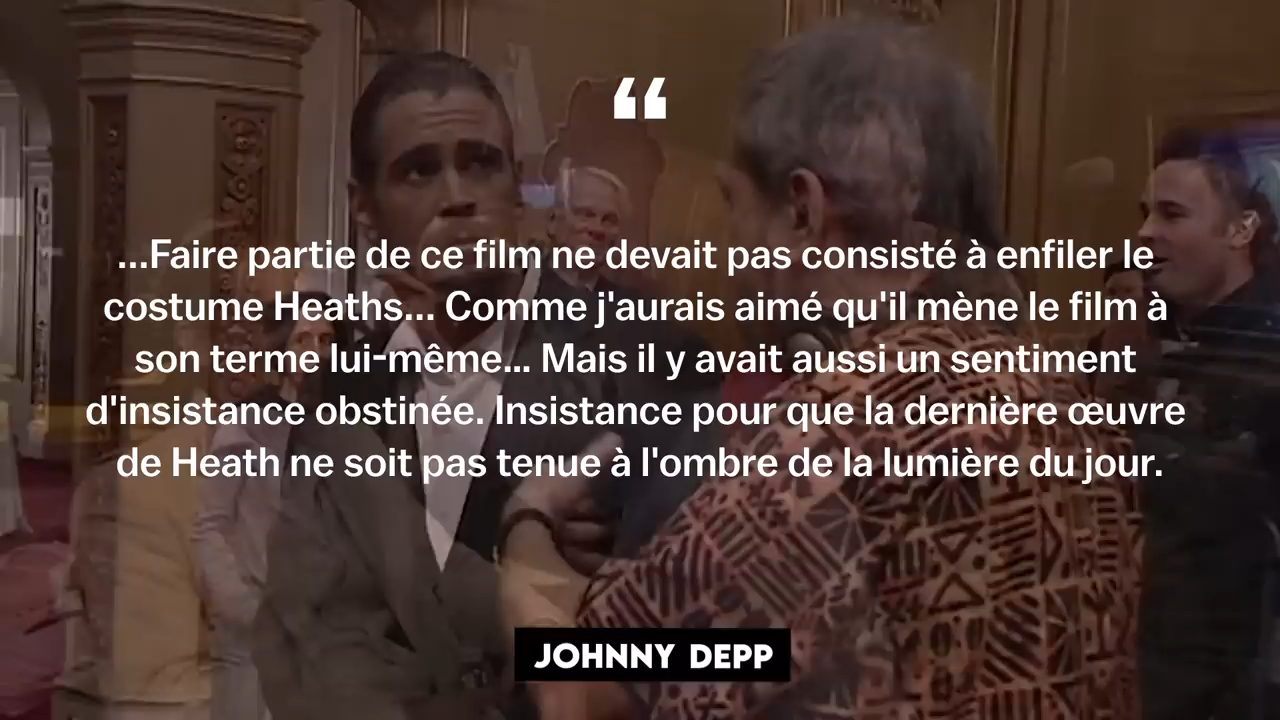 “
...Faire partie de ce film ne devait pas consisté à enfiler le
costume Heaths... Comme j'aurais aimé qu'il mène le film à
son terme lui-même... Mais il y avait aussi un sentiment
d'insistance obstinée. Insistance pour que la dernière œuvre
de Heath ne soit pas tenue à l'ombre de la lumière du jour.
JOHNNY DEPP